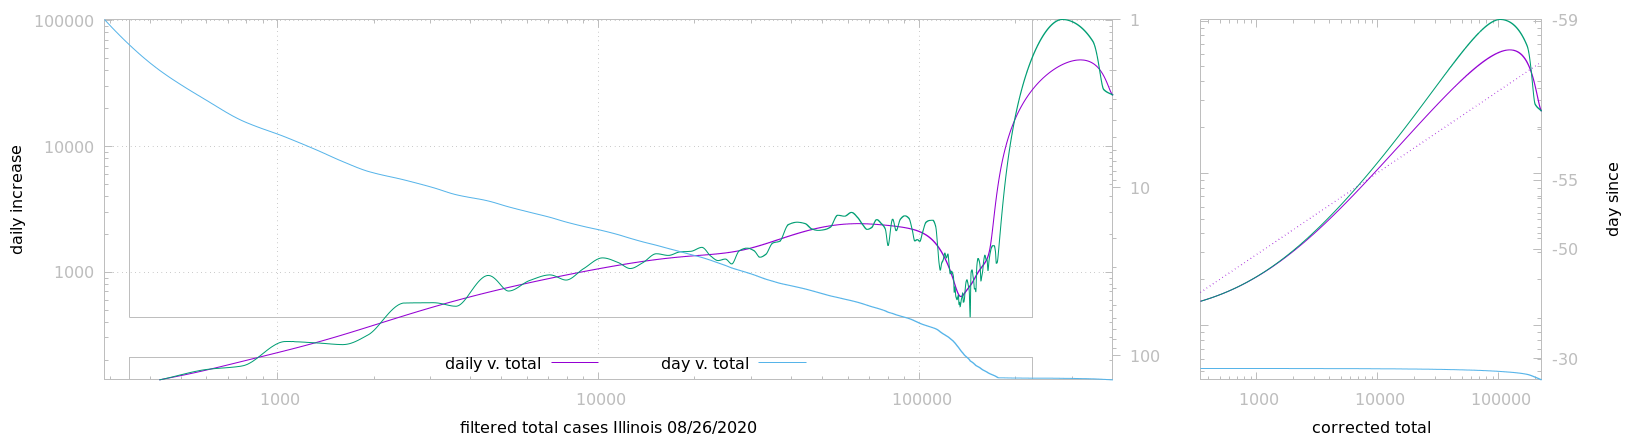 100000
10000
1000
daily increase
1
10
100
1000
10000
100000
daily v. total
day v. total
filtered total cases Illinois 08/26/2020
-59
-55
-50
-30
day since
1000
10000
100000
corrected total